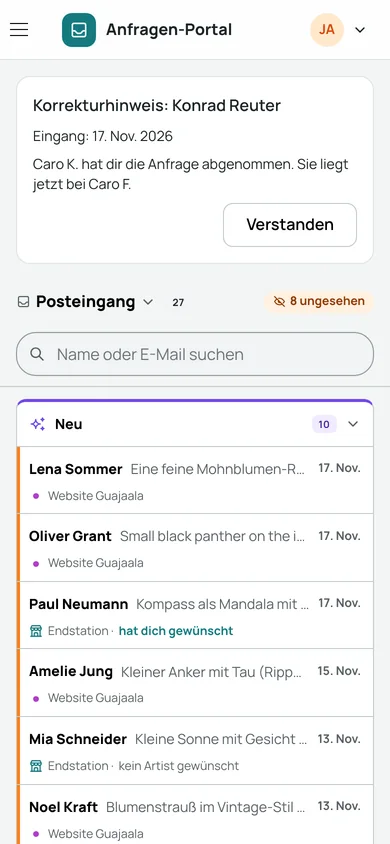 Anfragen-Portal
JA
Korrekturhinweis: Konrad Reuter
Eingang: 17. Nov. 2026
Caro K. hat dir die Anfrage abgenommen. Sie liegt
jetzt bei Caro F.
Verstanden
Posteingang 27
8 ungesehen
Name oder E-Mail suchen
Neu 10
Lena Sommer Eine feine Mohnblumen-R... 17. Nov.
Website Guajaala
Oliver Grant Small black panther on the i... 17. Nov.
Website Guajaala
Paul Neumann Kompass als Mandala mit ... 17. Nov.
Endstation · hat dich gewünscht
Amelie Jung Kleiner Anker mit Tau (Ripp... 15. Nov.
Website Guajaala
Mia Schneider Kleine Sonne mit Gesicht ... 13. Nov.
Endstation · kein Artist gewünscht
Noel Kraft Blumenstrauß im Vintage-Stil ... 13. Nov.
Website Guajaala